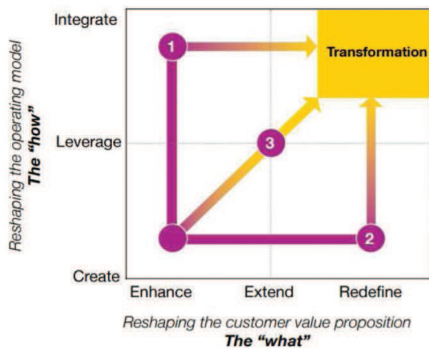 Integrate
1
Transformation
Reshaping the operating model
The "how"
Leverage
3
2
Create
Enhance
Extend
Redefine
Reshaping the customer value proposition
The "what"